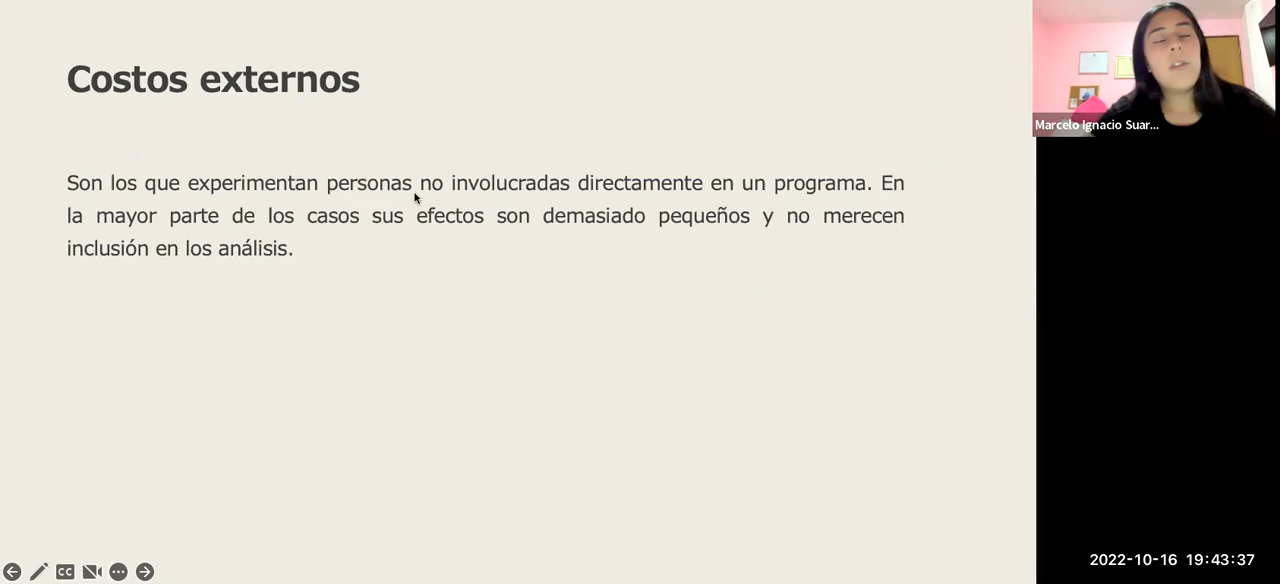 Costos externos
Son los que experimentan personas no involucradas directamente en un programa. En
la mayor parte de los casos sus efectos son demasiado pequeños y no merecen
inclusión en los análisis.
Marcelo Ignacio Suar...
CC
2022-10-16 19:43:37